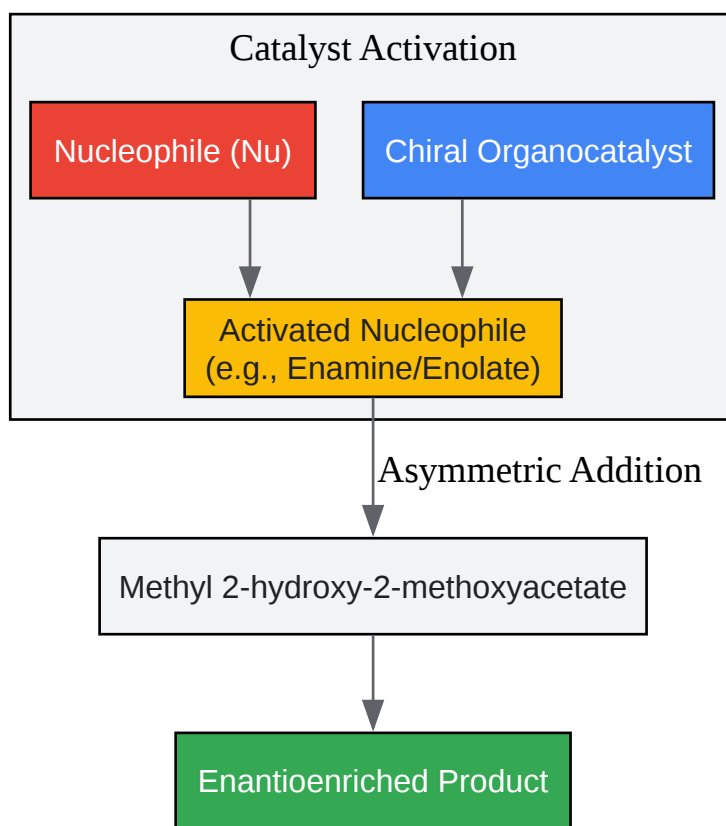 Catalyst Activation
Nucleophile (Nu)
Chiral Organocatalyst
Activated Nucleophile
(e.g., Enamine/Enolate)
Asymmetric Addition
Methyl 2-hydroxy-2-methoxyacetate
Enantioenriched Product